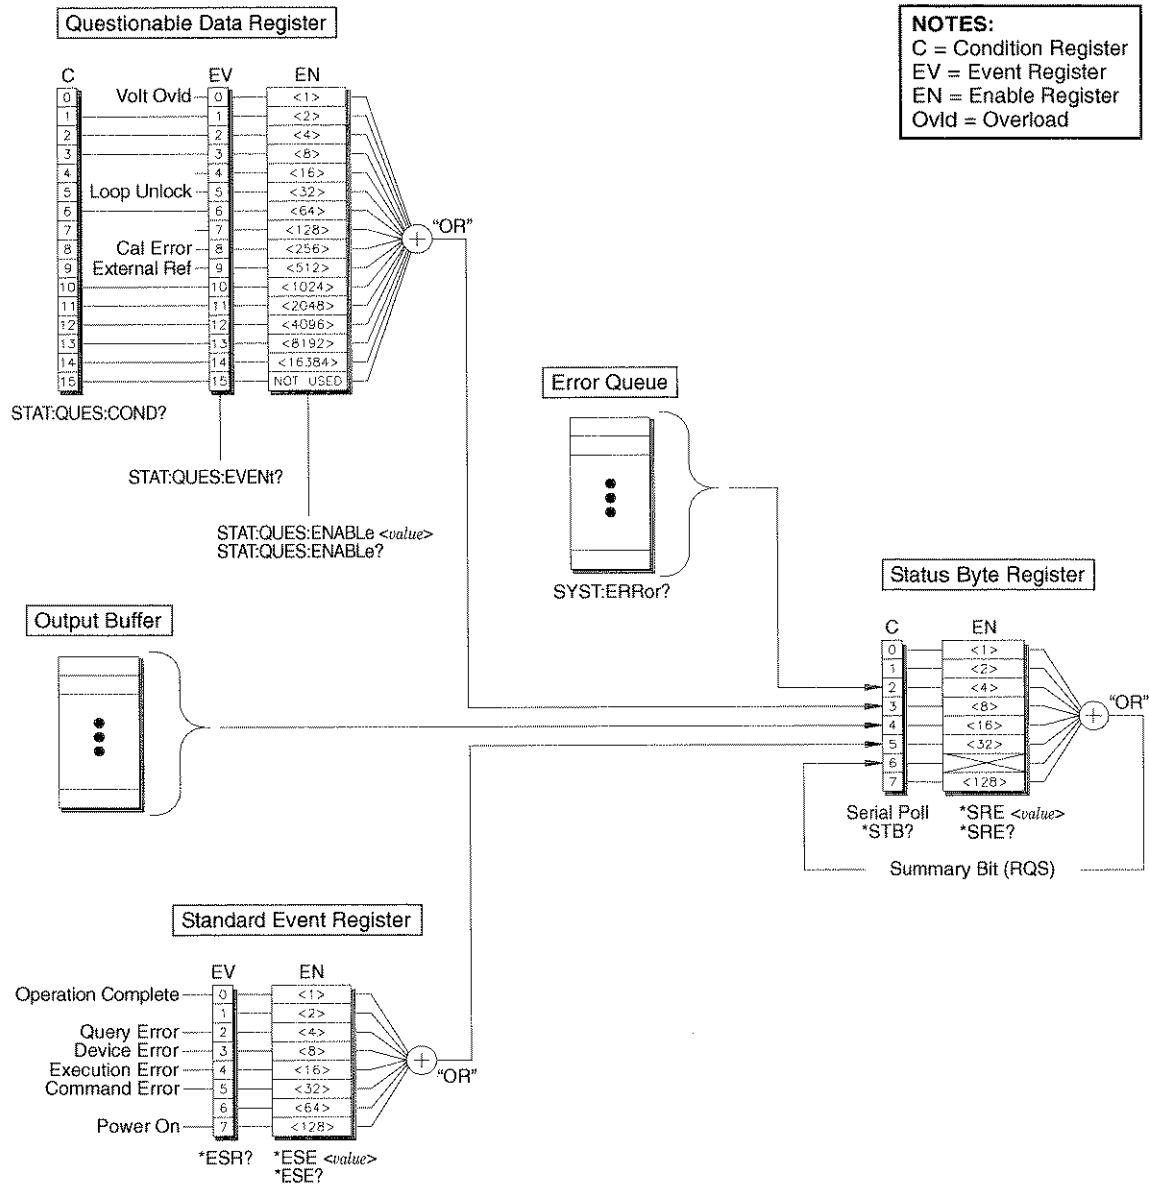 Questionable Data Register
NOTES:
C = Condition Register
EV = Event Register
EN = Enable Register
Ovld = Overload
C EV EN
0 Volt Ovld 0 <1>
1 1 <2>
2 2 <4>
3 3 <8>
4 4 <16>
5 Loop Unlock 5 <32>
6 6 <64>
7 7 <128>
8 Cal Error 8 <256>
9 External Ref 9 <512>
10 10 <1024>
11 11 <2048>
12 12 <4096>
13 13 <8192>
14 14 <16384>
15 15 NOT USED
"OR"
STAT:QUES:COND?
STAT:QUES:EVENt?
STAT:QUES:ENABLe <value>
STAT:QUES:ENABLe?
Error Queue
SYST:ERRor?
Output Buffer
Status Byte Register
C EN
0 <1>
1 <2>
2 <4>
3 <8>
4 <16>
5 <32>
6
7 <128>
"OR"
Serial Poll
*STB?
*SRE <value>
*SRE?
Summary Bit (RQS)
Standard Event Register
EV EN
Operation Complete 0 <1>
1 <2>
Query Error 2 <4>
Device Error 3 <8>
Execution Error 4 <16>
Command Error 5 <32>
6 <64>
Power On 7 <128>
"OR"
*ESR?
*ESE <value>
*ESE?